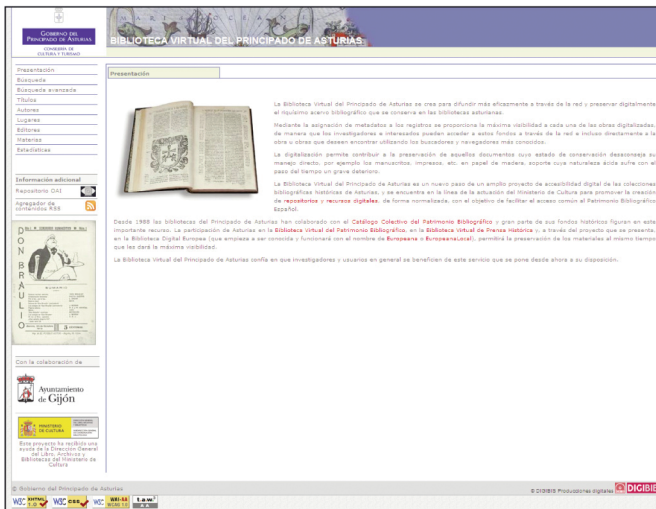 GOBIERNO DEL
PRINCIPADO DE ASTURIAS
CONSEJERÍA DE
CULTURA Y TURISMO
BIBLIOTECA VIRTUAL DEL PRINCIPADO DE ASTURIAS
Presentación
Búsqueda
Búsqueda avanzada
Títulos
Autores
Lugares
Editores
Materias
Estadísticas
Información adicional
Repositorio OAI
Agregador de
contenidos RSS
DON BRAULIO
Con la colaboración de
Ayuntamiento
de Gijón
MINISTERIO
DE CULTURA
Este proyecto ha recibido una
ayuda de la Dirección General
del Libro, Archivos y
Bibliotecas del Ministerio de
Cultura
Presentación
La Biblioteca Virtual del Principado de Asturias se crea para difundir más eficazmente a través de la red y preservar digitalmente
el riquísimo acervo bibliográfico que se conserva en las bibliotecas asturianas.
Mediante la asignación de metadatos a los registros se proporciona la máxima visibilidad a cada una de las obras digitalizadas,
de manera que los investigadores e interesados puedan acceder a estos fondos a través de la red e incluso directamente a la
obra u obras que deseen encontrar utilizando los buscadores y navegadores más conocidos.
La digitalización permite contribuir a la preservación de aquellos documentos cuyo estado de conservación desaconseja su
manejo directo; por ejemplo los manuscritos, impresos, etc. en papel de madera, soporte cuya naturaleza ácida sufre con el
paso del tiempo un grave deterioro.
La Biblioteca Virtual del Principado de Asturias es un nuevo paso de un amplio proyecto de accesibilidad digital de las colecciones
bibliográficas históricas de Asturias, y se encuentra en la línea de la actuación del Ministerio de Cultura para promover la creación
de repositorios y recursos digitales, de forma normalizada, con el objetivo de facilitar el acceso común al Patrimonio Bibliográfico
Español.
Desde 1988 las bibliotecas del Principado de Asturias han colaborado con el Catálogo Colectivo del Patrimonio Bibliográfico y gran parte de sus fondos históricos figuran en este
importante recurso. La participación de Asturias en la Biblioteca Virtual del Patrimonio Bibliográfico, en la Biblioteca Virtual de Prensa Histórica y, a través del proyecto que se presenta,
en la Biblioteca Digital Europea (que empieza a ser conocida y funcionará con el nombre de Europeana o EuropeanaLocal), permitirá la preservación de los materiales al mismo tiempo
que les dará la máxima visibilidad.
La Biblioteca Virtual del Principado de Asturias confía en que investigadores y usuarios en general se beneficien de este servicio que se pone desde ahora a su disposición.
© Gobierno del Principado de Asturias
© DIGIBIS Producciones digitales
DIGIBIS
W3C XHTML 1.0
W3C CSS
W3C WAI-AA WCAG 1.0
t.a.w.